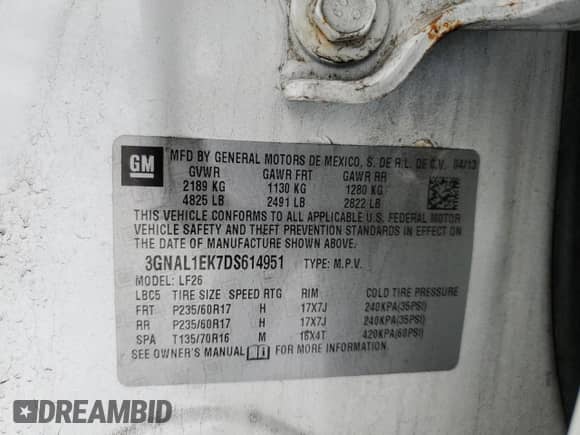 GM
MFD BY GENERAL MOTORS DE MEXICO, S. DE R.L. DE C.V. 04/13
GVWR GAWR FRT GAWR RR
2189 KG 1130 KG 1280 KG
4825 LB 2491 LB 2822 LB
THIS VEHICLE CONFORMS TO ALL APPLICABLE U.S. FEDERAL MOTOR
VEHICLE SAFETY AND THEFT PREVENTION STANDARDS IN EFFECT ON
THE DATE OF MANUFACTURE SHOWN ABOVE.
3GNAL1EK7DS614951 TYPE: M.P.V.
MODEL: LF26
LBC5 TIRE SIZE SPEED RTG RIM COLD TIRE PRESSURE
FRT P235/60R17 H 17X7J 240KPA(35PSI)
RR P235/60R17 H 17X7J 240KPA(35PSI)
SPA T135/70R16 M 16X4T 420KPA(60PSI)
SEE OWNER'S MANUAL FOR MORE INFORMATION.
DREAMBID